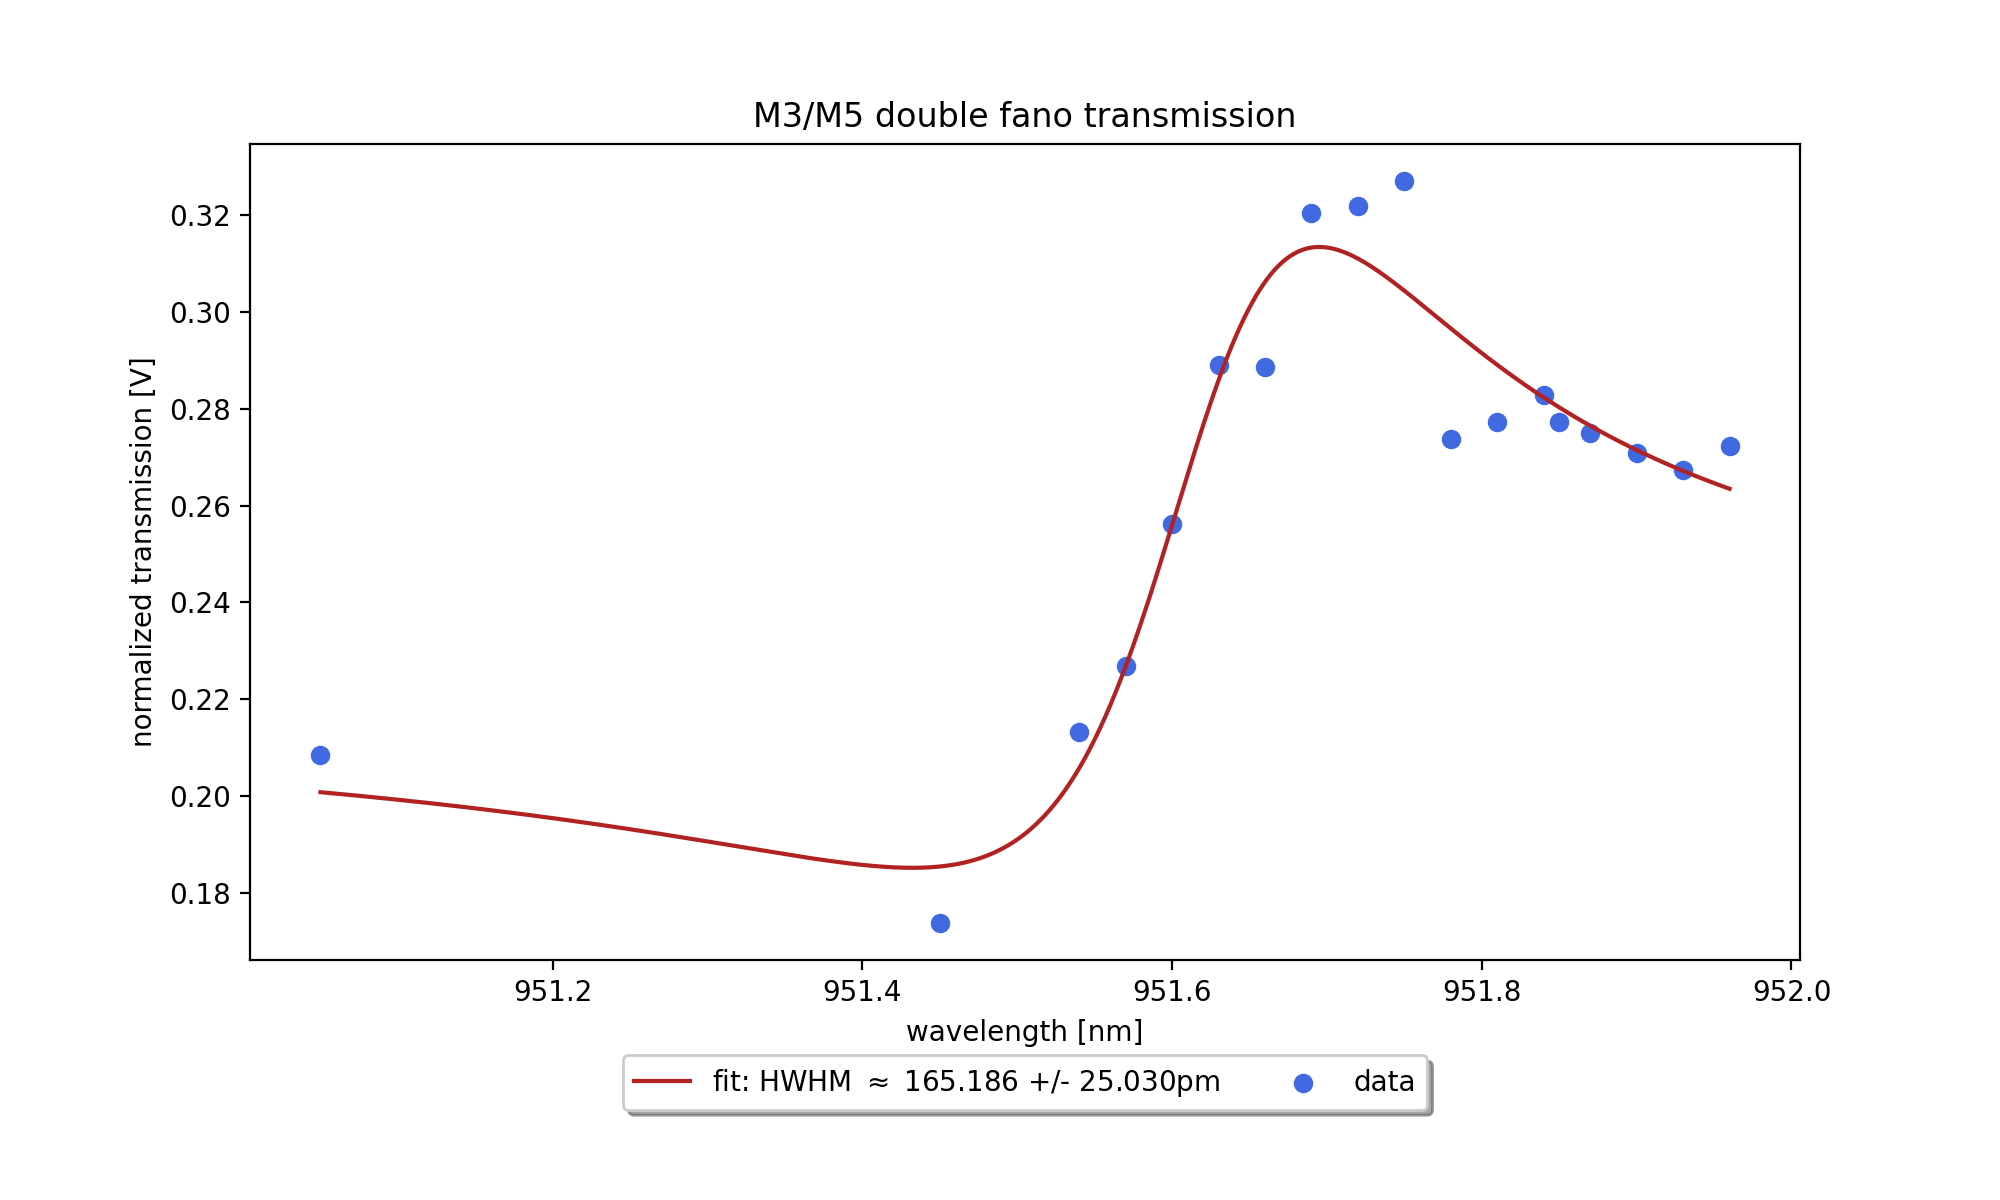 M3/M5 double fano transmission
normalized transmission [V]
0.32
0.30
0.28
0.26
0.24
0.22
0.20
0.18
951.2 951.4 951.6 951.8 952.0
wavelength [nm]
fit: HWHM ≈ 165.186 +/- 25.030pm data